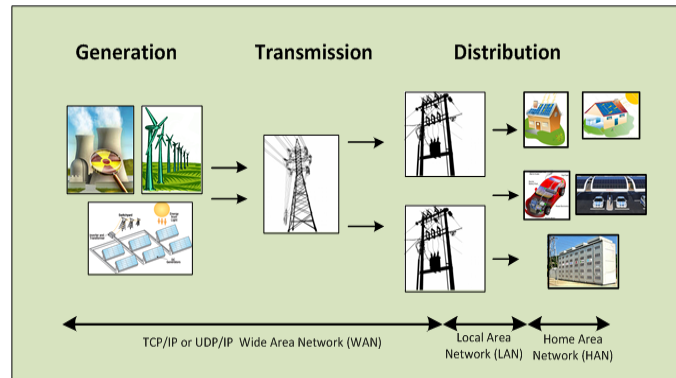 Generation
Transmission
Distribution
TCP/IP or UDP/IP Wide Area Network (WAN)
Local Area
Network (LAN)
Home Area
Network (HAN)